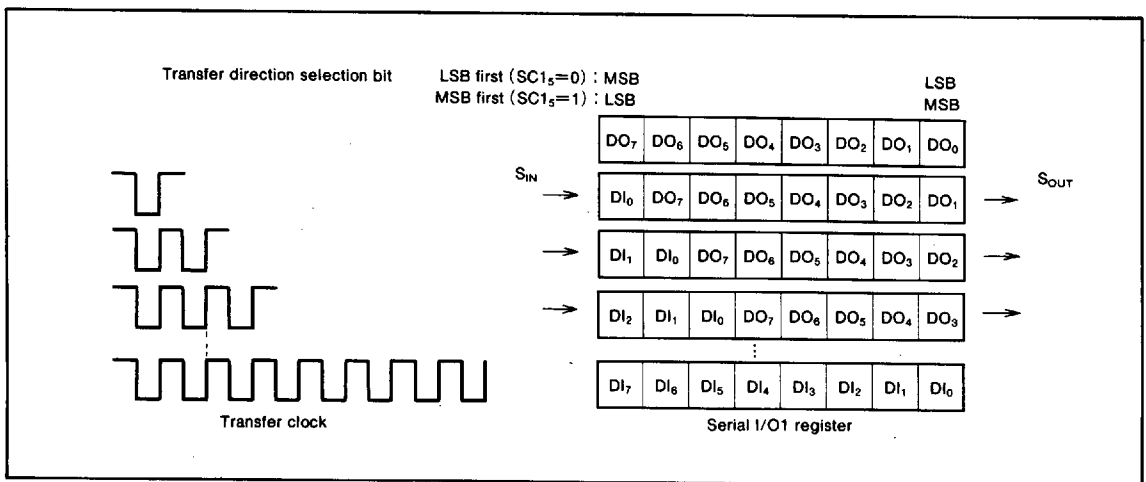 Transfer direction selection bit LSB first (SC1₅=0) : MSB LSB
MSB first (SC1₅=1) : LSB MSB
DO₇ DO₆ DO₅ DO₄ DO₃ DO₂ DO₁ DO₀
S_IN DI₀ DO₇ DO₆ DO₅ DO₄ DO₃ DO₂ DO₁ S_OUT
DI₁ DI₀ DO₇ DO₆ DO₅ DO₄ DO₃ DO₂
DI₂ DI₁ DI₀ DO₇ DO₆ DO₅ DO₄ DO₃
DI₇ DI₆ DI₅ DI₄ DI₃ DI₂ DI₁ DI₀
Transfer clock Serial I/O1 register